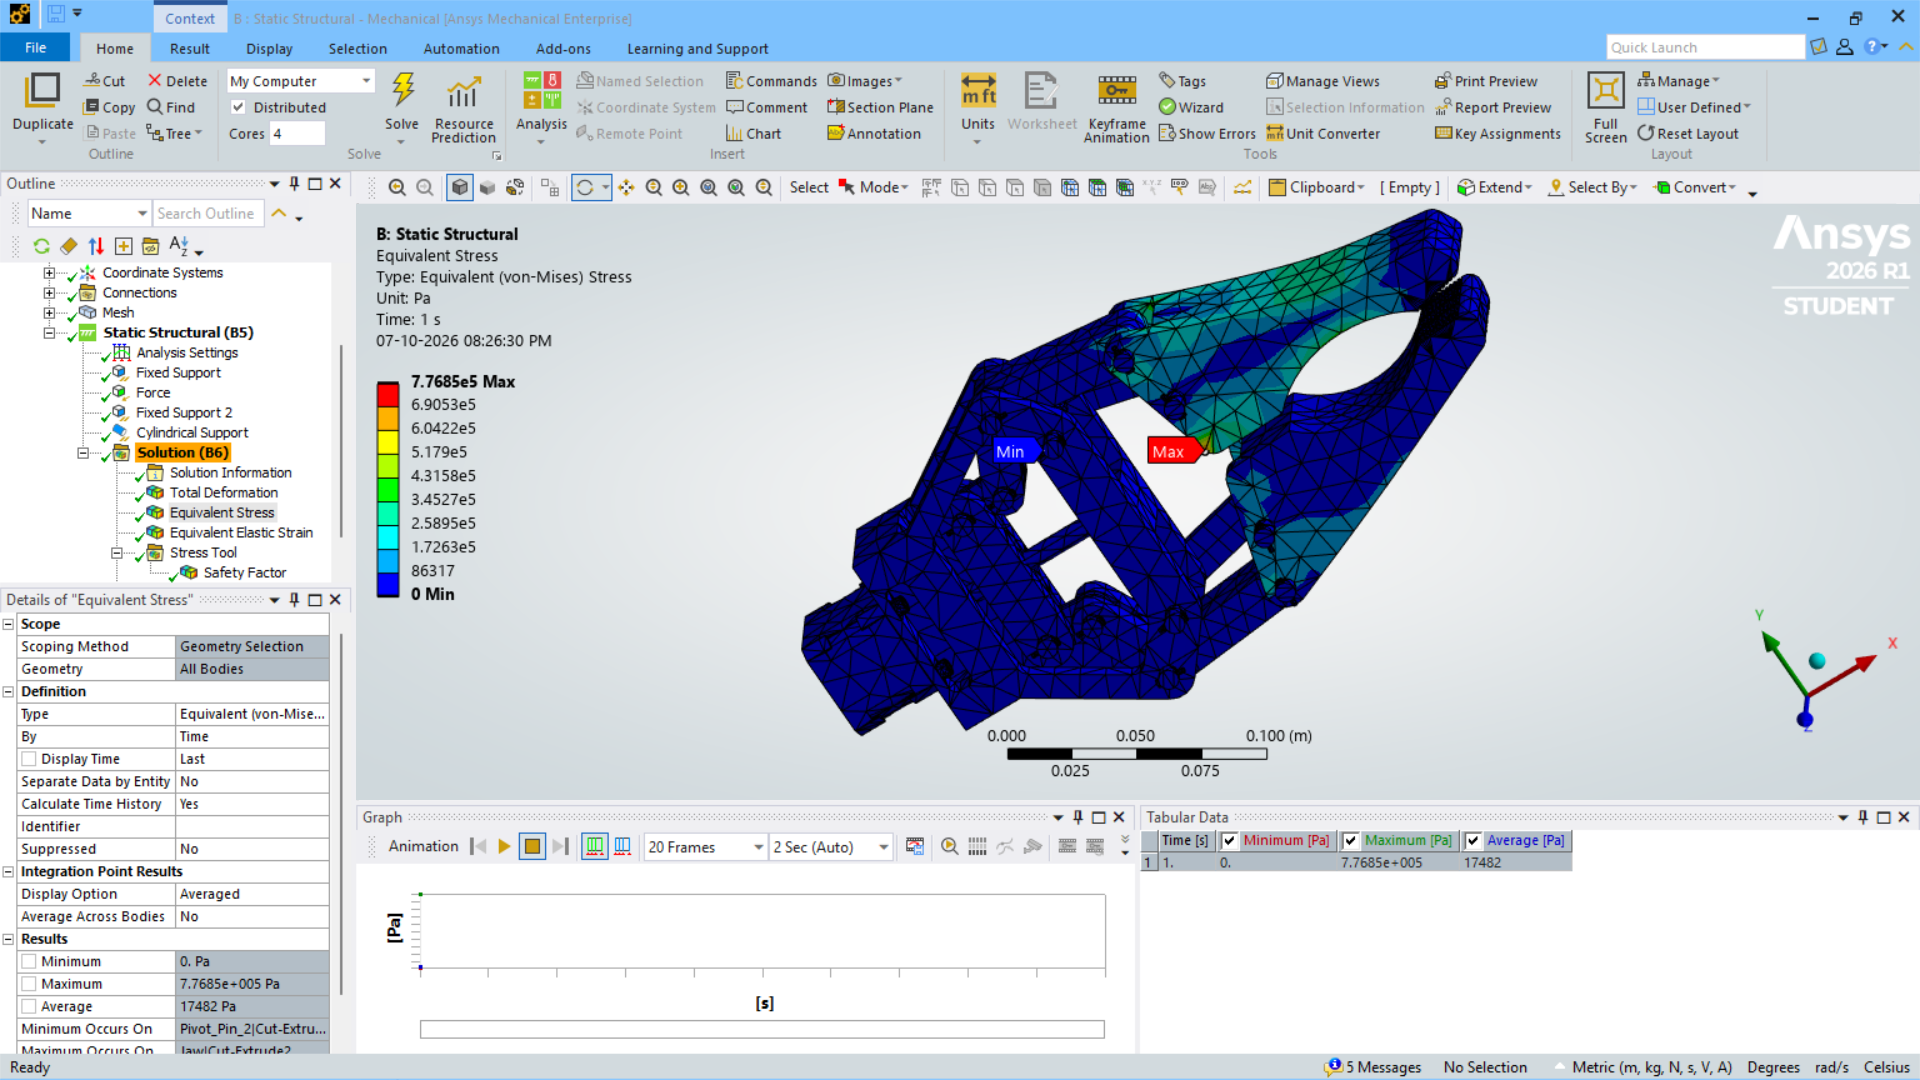 Context
B : Static Structural - Mechanical [Ansys Mechanical Enterprise]
File
Home
Result
Display
Selection
Automation
Add-ons
Learning and Support
Quick Launch
Duplicate
Cut
Copy
Paste
Delete
Find
Tree
Outline
My Computer
Distributed
Cores 4
Solve
Resource Prediction
Solve
Analysis
Named Selection
Coordinate System
Remote Point
Commands
Comment
Chart
Images
Section Plane
Annotation
Insert
Units
Worksheet
Keyframe Animation
Tags
Wizard
Show Errors
Manage Views
Selection Information
Unit Converter
Print Preview
Report Preview
Key Assignments
Tools
Full Screen
Manage
User Defined
Reset Layout
Layout
Outline
Name
Search Outline
Select
Mode
Clipboard
[ Empty ]
Extend
Select By
Convert
Coordinate Systems
Connections
Mesh
Static Structural (B5)
Analysis Settings
Fixed Support
Force
Fixed Support 2
Cylindrical Support
Solution (B6)
Solution Information
Total Deformation
Equivalent Stress
Equivalent Elastic Strain
Stress Tool
Safety Factor
Details of "Equivalent Stress"
Scope
Scoping Method Geometry Selection
Geometry All Bodies
Definition
Type Equivalent (von-Mise...
By Time
Display Time Last
Separate Data by Entity No
Calculate Time History Yes
Identifier
Suppressed No
Integration Point Results
Display Option Averaged
Average Across Bodies No
Results
Minimum 0. Pa
Maximum 7.7685e+005 Pa
Average 17482 Pa
Minimum Occurs On Pivot_Pin_2|Cut-Extru...
Maximum Occurs On Jaw|Cut-Extrude2
B: Static Structural
Equivalent Stress
Type: Equivalent (von-Mises) Stress
Unit: Pa
Time: 1 s
07-10-2026 08:26:30 PM
7.7685e5 Max
6.9053e5
6.0422e5
5.179e5
4.3158e5
3.4527e5
2.5895e5
1.7263e5
86317
0 Min
Min
Max
Ansys
2026 R1
STUDENT
Y
X
Z
0.000 0.050 0.100 (m)
0.025 0.075
Graph
Animation
20 Frames
2 Sec (Auto)
[Pa]
[s]
Tabular Data
Time [s] Minimum [Pa] Maximum [Pa] Average [Pa]
1 1. 0. 7.7685e+005 17482
Ready
5 Messages
No Selection
Metric (m, kg, N, s, V, A)
Degrees
rad/s
Celsius